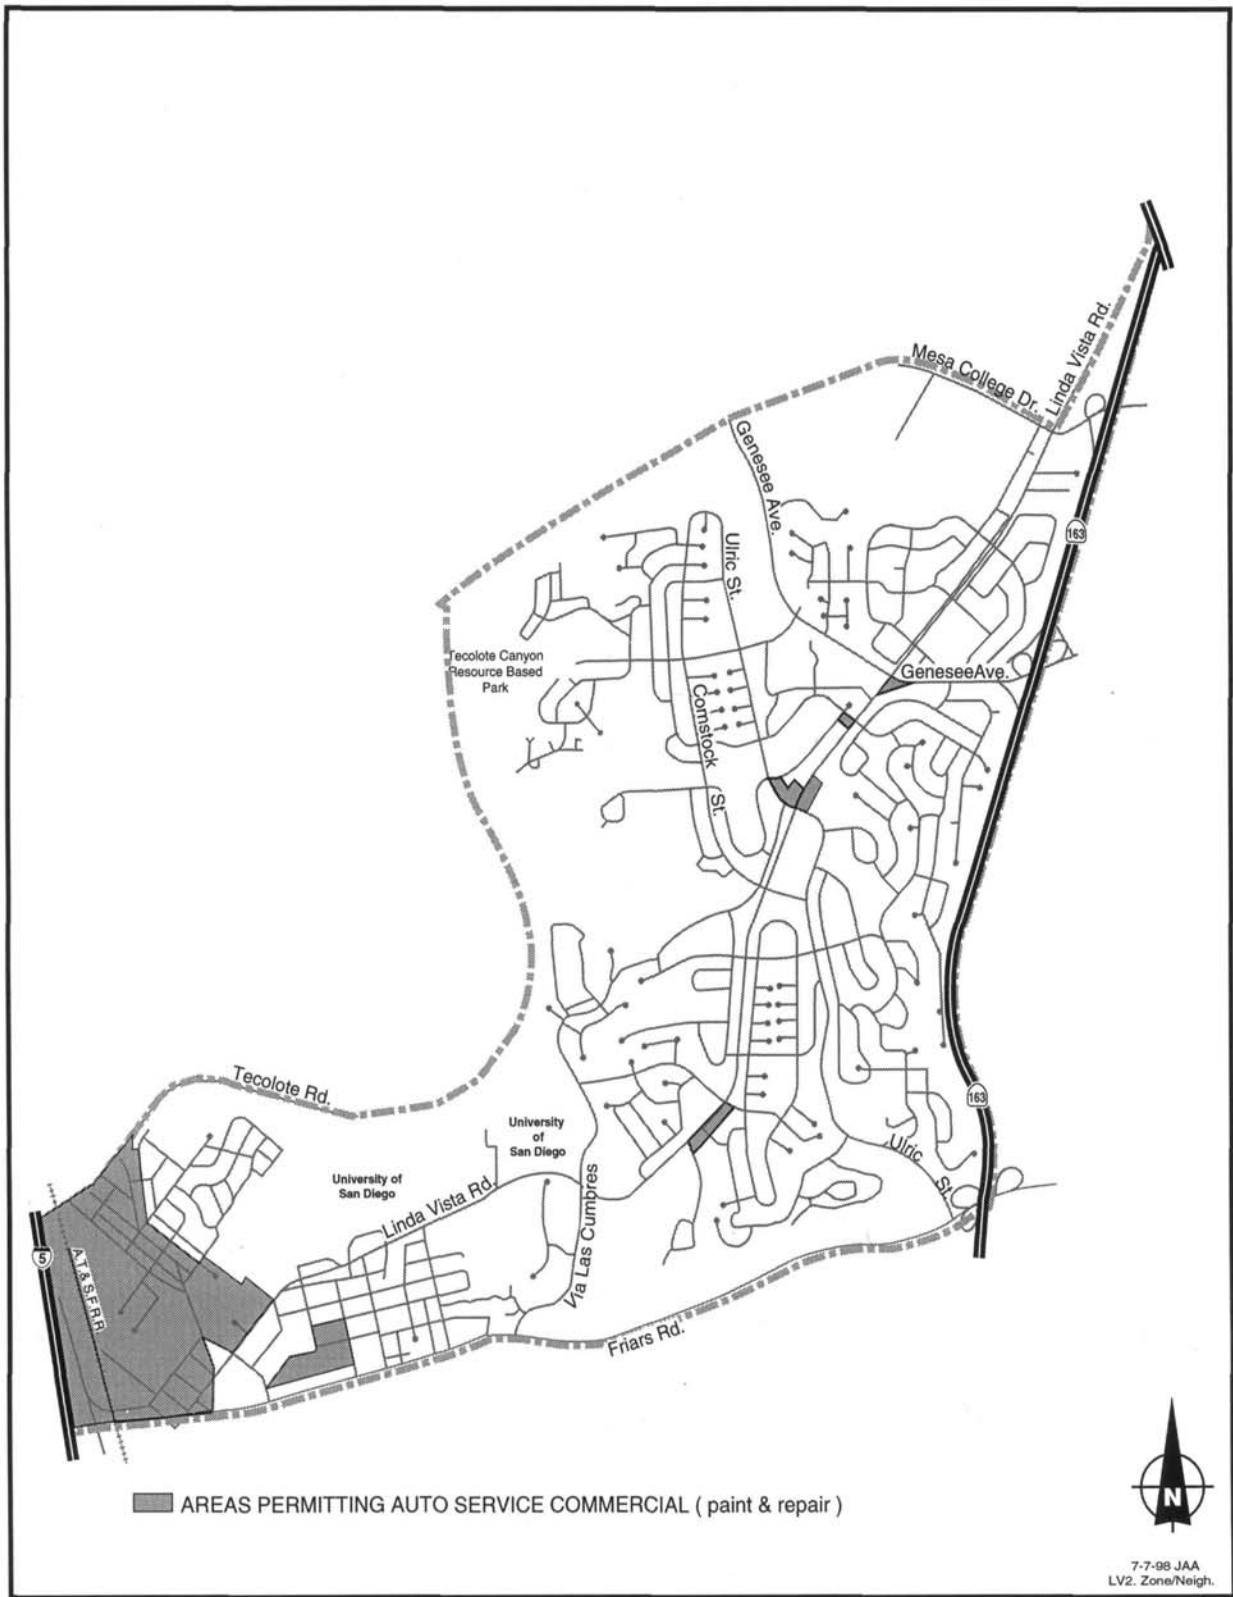 Linda Vista Rd.
Mesa College Dr.
Genesee Ave.
163
Ulric St.
Tecolote Canyon
Resource Based
Park
GeneseeAve.
Comstock St.
Tecolote Rd.
163
University
of
San Diego
Ulric St.
University of
San Diego
Linda Vista Rd.
Via Las Cumbres
5
A.T.& S.F.R.R.
Friars Rd.
AREAS PERMITTING AUTO SERVICE COMMERCIAL ( paint & repair )
N
7-7-98 JAA
LV2. Zone/Neigh.